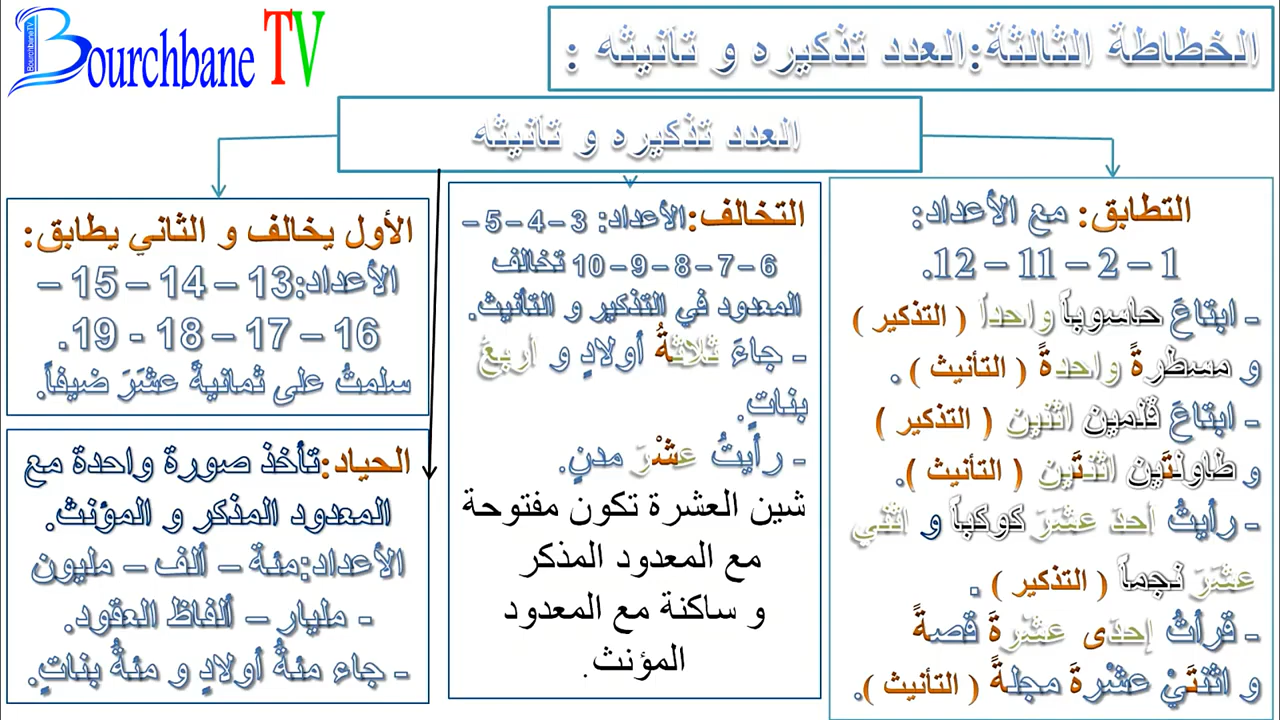 Bourchbane TV
الخطاطة الثالثة:العدد تذكيره و تأنيثه :
العدد تذكيره و تأنيثه
التطابق: مع الأعداد:
1 – 2 – 11 – 12.
- ابتاعَ حاسوباً واحداً ( التذكير )
و مسطرةً واحدةً ( التأنيث ) .
- ابتاعَ قلمين اثنين ( التذكير )
و طاولتَين اثنتَين ( التأنيث ).
- رأيتُ إحدَ عشَرَ كوكباً و اثني
عشَرَ نجماً ( التذكير ) .
- قرأتُ إحدَى عشْرةَ قصةً
و اثنتَيْ عشْرةَ مجلةً ( التأنيث ).
التخالف:الأعداد: 3 – 4 – 5 –
6 – 7 – 8 – 9 – 10 تخالف
المعدود في التذكير و التأنيث.
- جاءَ ثلاثةُ أولادٍ و أربعُ
بناتٍ.
- رأيتُ عشْرَ مدنٍ.
شين العشرة تكون مفتوحة
مع المعدود المذكر
و ساكنة مع المعدود
المؤنث.
الأول يخالف و الثاني يطابق:
الأعداد:13 – 14 – 15 –
16 – 17 – 18 - 19.
سلمتُ على ثمانيةَ عشَرَ ضيفاً.
الحياد:تأخذ صورة واحدة مع
المعدود المذكر و المؤنث.
الأعداد:مئة – ألف – مليون
- مليار – ألفاظ العقود.
- جاء مئةُ أولادٍ و مئةُ بناتٍ.